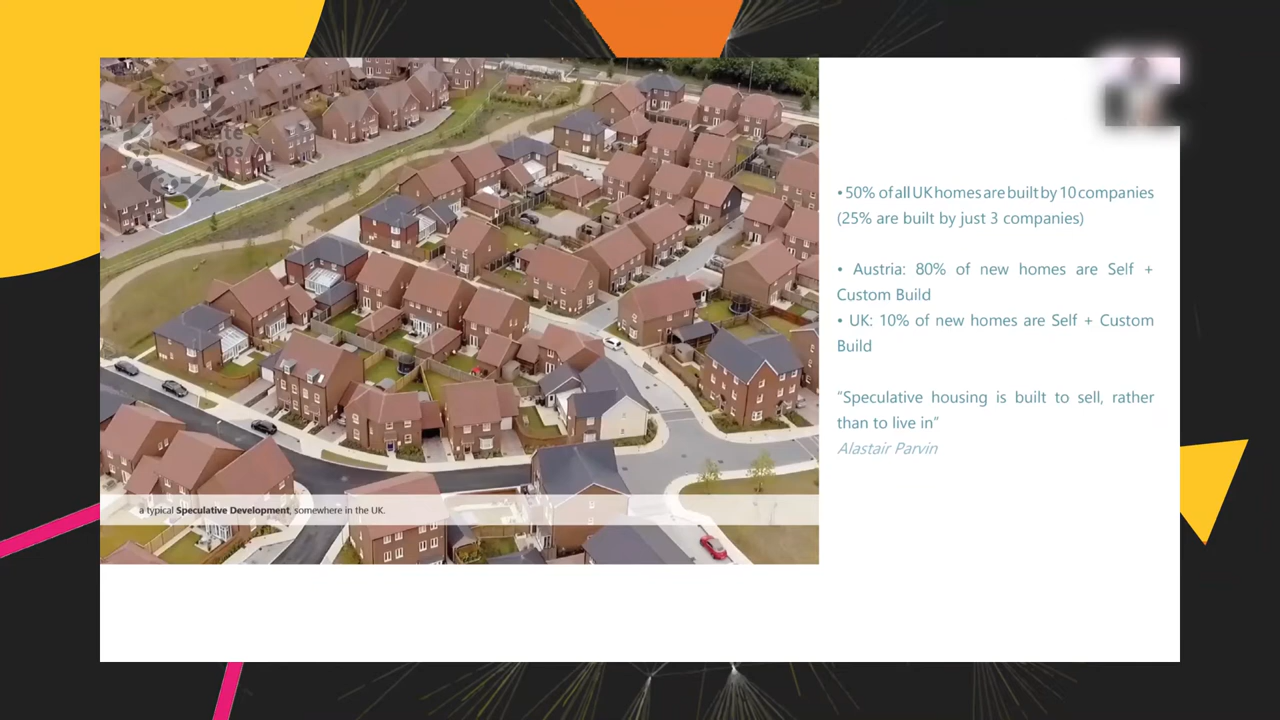 Create
Glos
• 50% of all UK homes are built by 10 companies
(25% are built by just 3 companies)
• Austria: 80% of new homes are Self +
Custom Build
• UK: 10% of new homes are Self + Custom
Build
“Speculative housing is built to sell, rather
than to live in”
Alastair Parvin
a typical Speculative Development, somewhere in the UK.